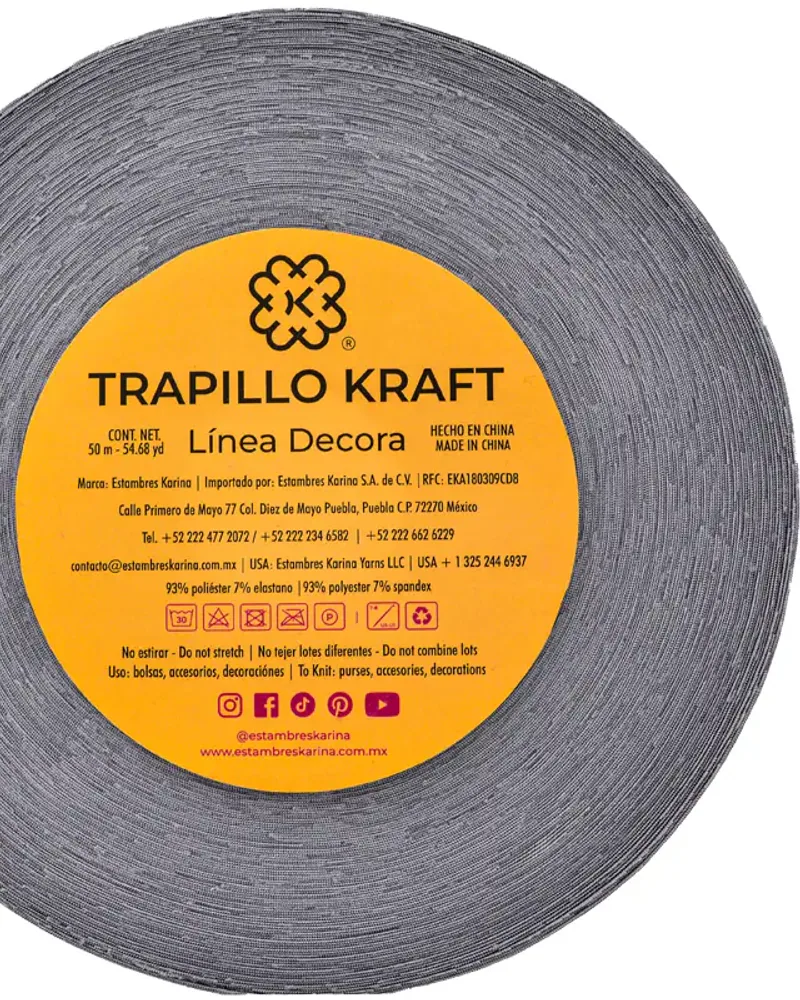 K
®
TRAPILLO KRAFT
CONT. NET.
50 m - 54.68 yd
Línea Decora
HECHO EN CHINA
MADE IN CHINA
Marca: Estambres Karina | Importado por: Estambres Karina S.A. de C.V. | RFC: EKA180309CD8
Calle Primero de Mayo 77 Col. Diez de Mayo Puebla, Puebla C.P. 72270 México
Tel. +52 222 477 2072 / +52 222 234 6582 | +52 222 662 6229
contacto@estambreskarina.com.mx | USA: Estambres Karina Yarns LLC | USA + 1 325 244 6937
93% poliéster 7% elastano | 93% polyester 7% spandex
30 P
No estirar - Do not stretch | No tejer lotes diferentes - Do not combine lots
Uso: bolsas, accesorios, decoraciónes | To Knit: purses, accesories, decorations
@estambreskarina
www.estambreskarina.com.mx